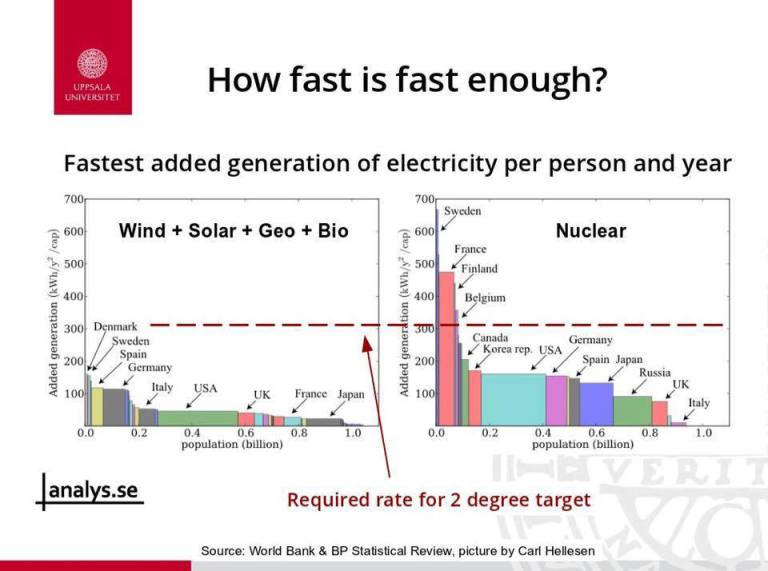 UPPSALA
UNIVERSITET
How fast is fast enough?
Fastest added generation of electricity per person and year
Wind + Solar + Geo + Bio
Added generation (kWh/y²/cap)
700
600
500
400
300
200
100
Denmark
Sweden
Spain
Germany
Italy
USA
UK
France
Japan
0.0 0.2 0.4 0.6 0.8 1.0
population (billion)
Nuclear
Added generation (kWh/y²/cap)
700
600
500
400
300
200
100
Sweden
France
Finland
Belgium
Canada
Korea rep.
USA
Germany
Spain
Japan
Russia
UK
Italy
0.0 0.2 0.4 0.6 0.8 1.0
population (billion)
analys.se
Required rate for 2 degree target
VERIT
Source: World Bank & BP Statistical Review, picture by Carl Hellesen